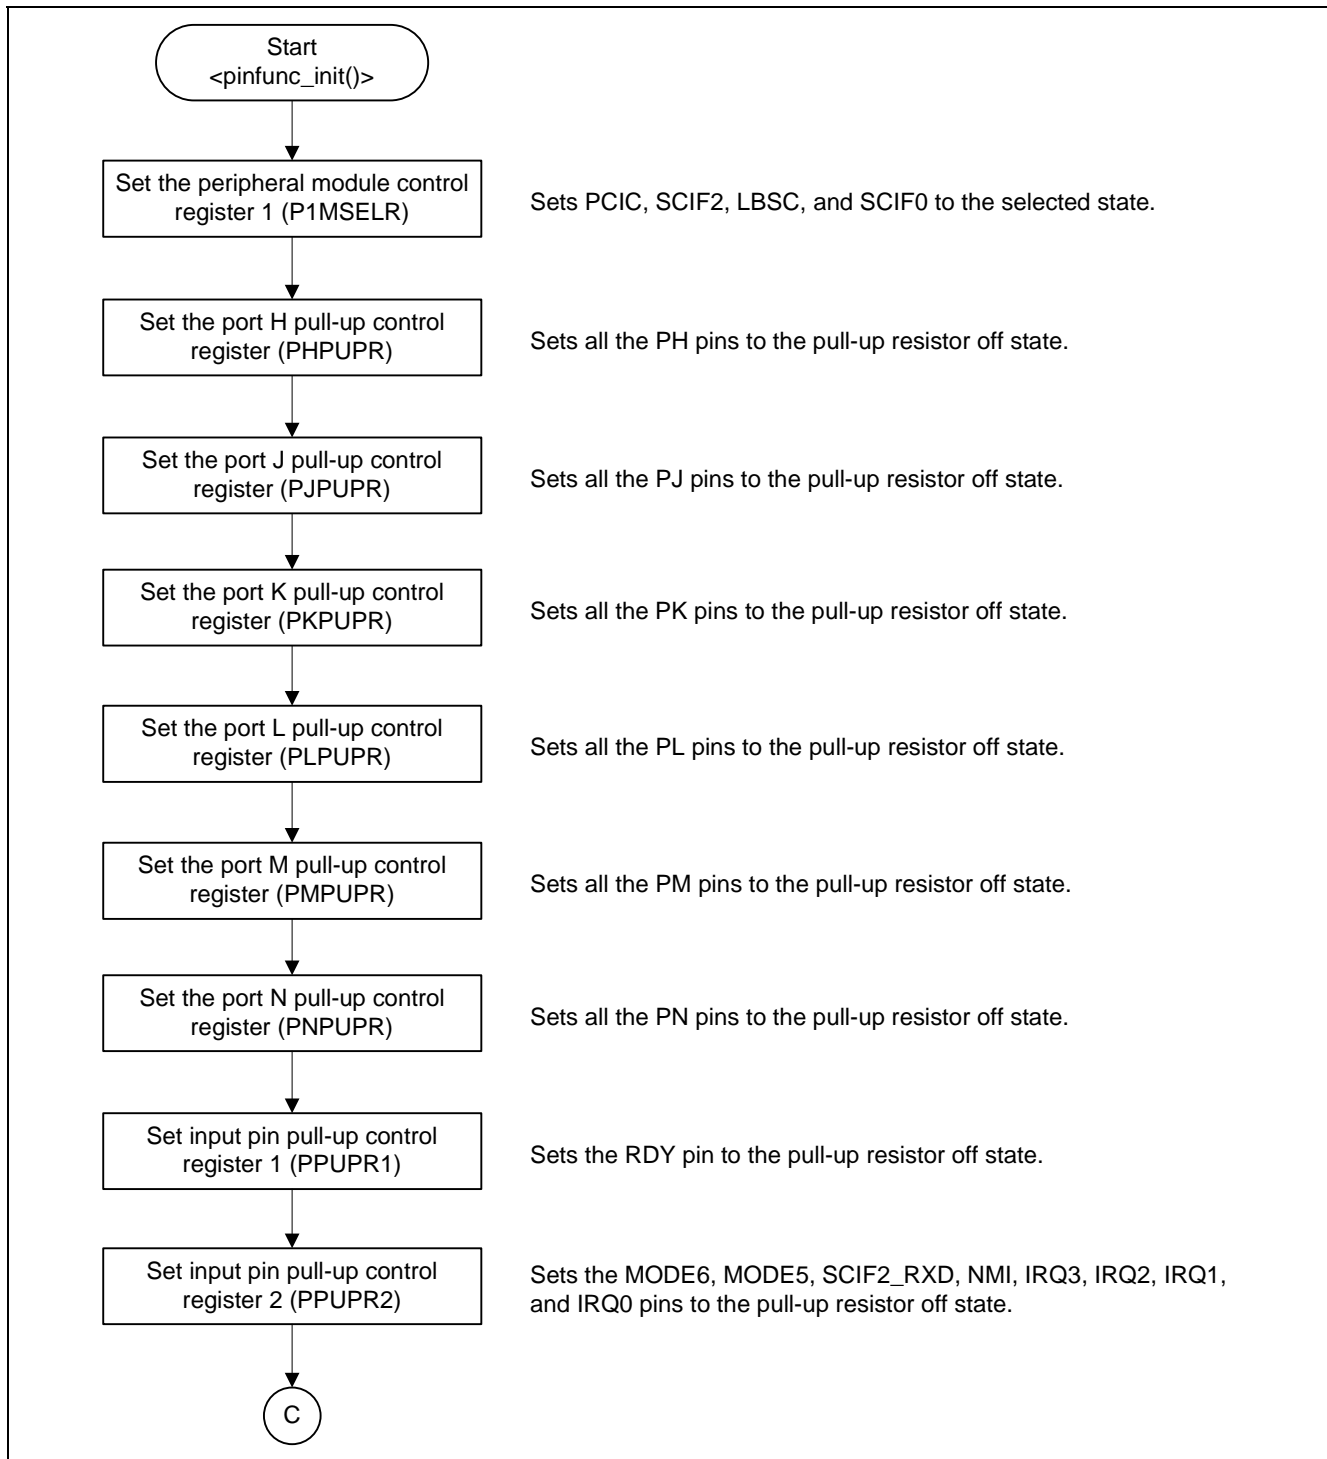 Start
<pinfunc_init()>
Set the peripheral module control
register 1 (P1MSELR)
Sets PCIC, SCIF2, LBSC, and SCIF0 to the selected state.
Set the port H pull-up control
register (PHPUPR)
Sets all the PH pins to the pull-up resistor off state.
Set the port J pull-up control
register (PJPUPR)
Sets all the PJ pins to the pull-up resistor off state.
Set the port K pull-up control
register (PKPUPR)
Sets all the PK pins to the pull-up resistor off state.
Set the port L pull-up control
register (PLPUPR)
Sets all the PL pins to the pull-up resistor off state.
Set the port M pull-up control
register (PMPUPR)
Sets all the PM pins to the pull-up resistor off state.
Set the port N pull-up control
register (PNPUPR)
Sets all the PN pins to the pull-up resistor off state.
Set input pin pull-up control
register 1 (PPUPR1)
Sets the RDY pin to the pull-up resistor off state.
Set input pin pull-up control
register 2 (PPUPR2)
Sets the MODE6, MODE5, SCIF2_RXD, NMI, IRQ3, IRQ2, IRQ1,
and IRQ0 pins to the pull-up resistor off state.
C